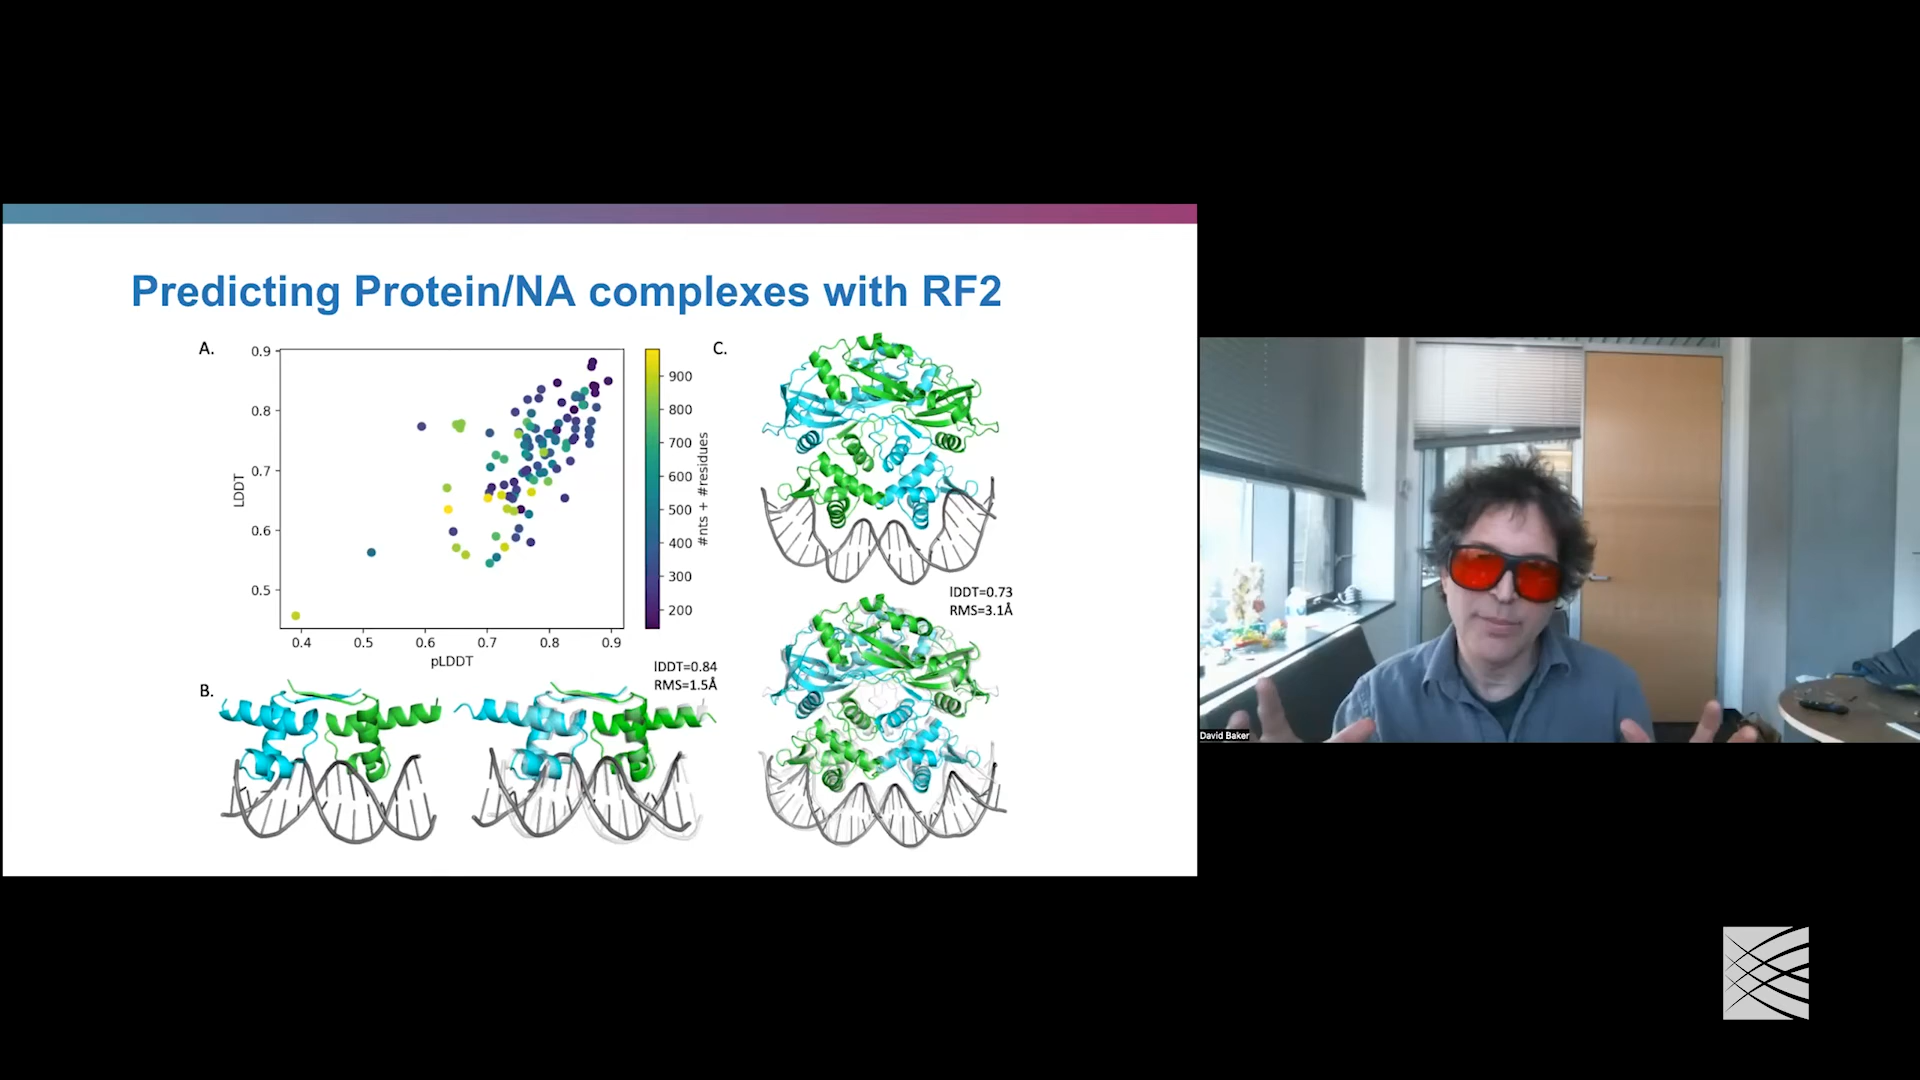 Predicting Protein/NA complexes with RF2
A.
0.9
0.8
0.7
0.6
0.5
LDDT
0.4 0.5 0.6 0.7 0.8 0.9
pLDDT
900
800
700
600
500
400
300
200
#nts + #residues
C.
lDDT=0.73
RMS=3.1Å
B.
lDDT=0.84
RMS=1.5Å
David Baker